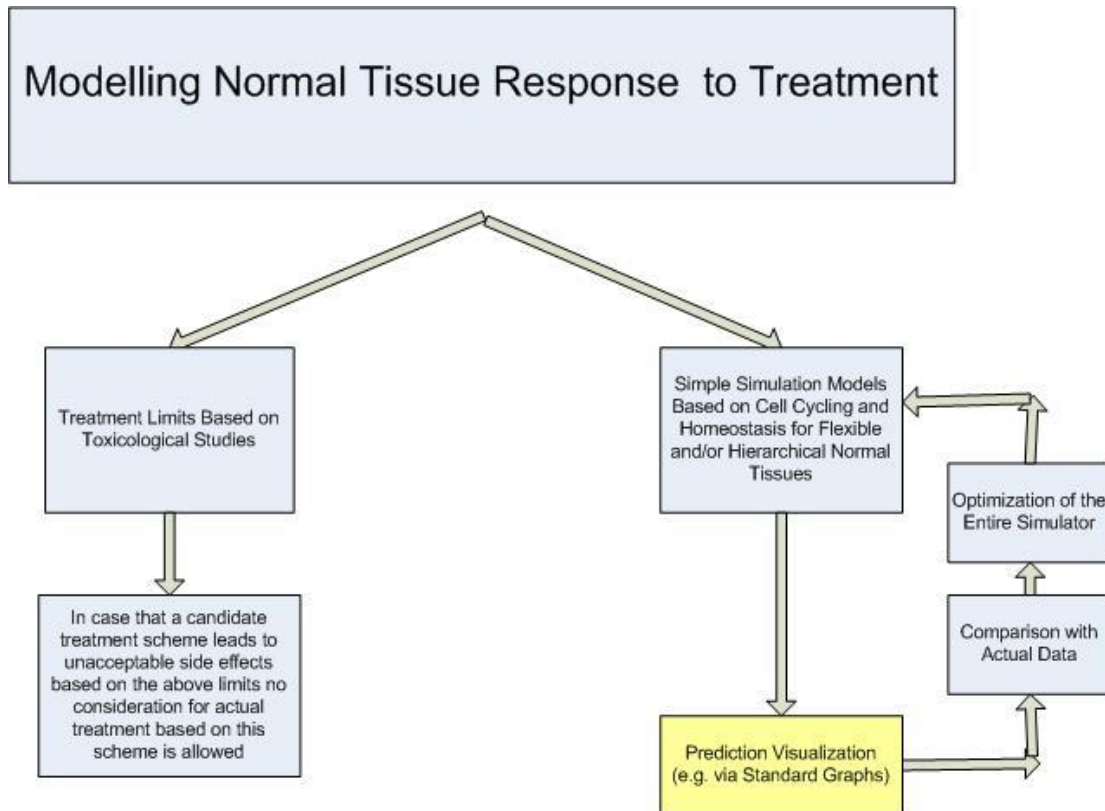 Modelling Normal Tissue Response to Treatment
Treatment Limits Based on
Toxicological Studies
In case that a candidate
treatment scheme leads to
unacceptable side effects
based on the above limits no
consideration for actual
treatment based on this
scheme is allowed
Simple Simulation Models
Based on Cell Cycling and
Homeostasis for Flexible
and/or Hierarchical Normal
Tissues
Optimization of the
Entire Simulator
Comparison with
Actual Data
Prediction Visualization
(e.g. via Standard Graphs)